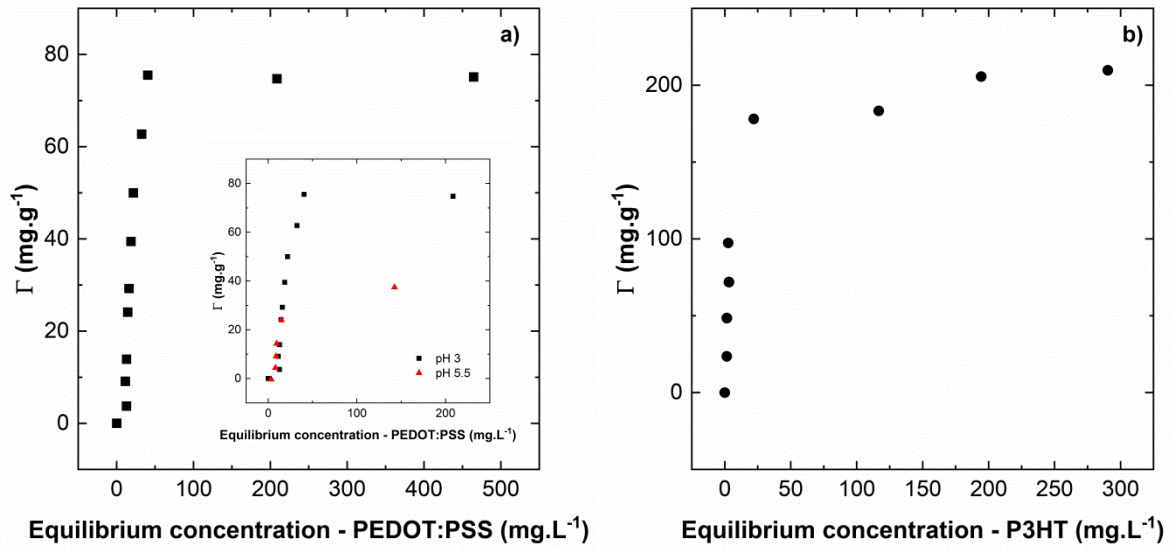 a)
80
60
40
20
0
Γ (mg.g⁻¹)
0 100 200 300 400 500
Equilibrium concentration - PEDOT:PSS (mg.L⁻¹)
80
60
40
20
0
Γ (mg.g⁻¹)
pH 3
pH 5.5
0 100 200
Equilibrium concentration - PEDOT:PSS (mg.L⁻¹)
b)
200
100
0
Γ (mg.g⁻¹)
0 50 100 150 200 250 300
Equilibrium concentration - P3HT (mg.L⁻¹)